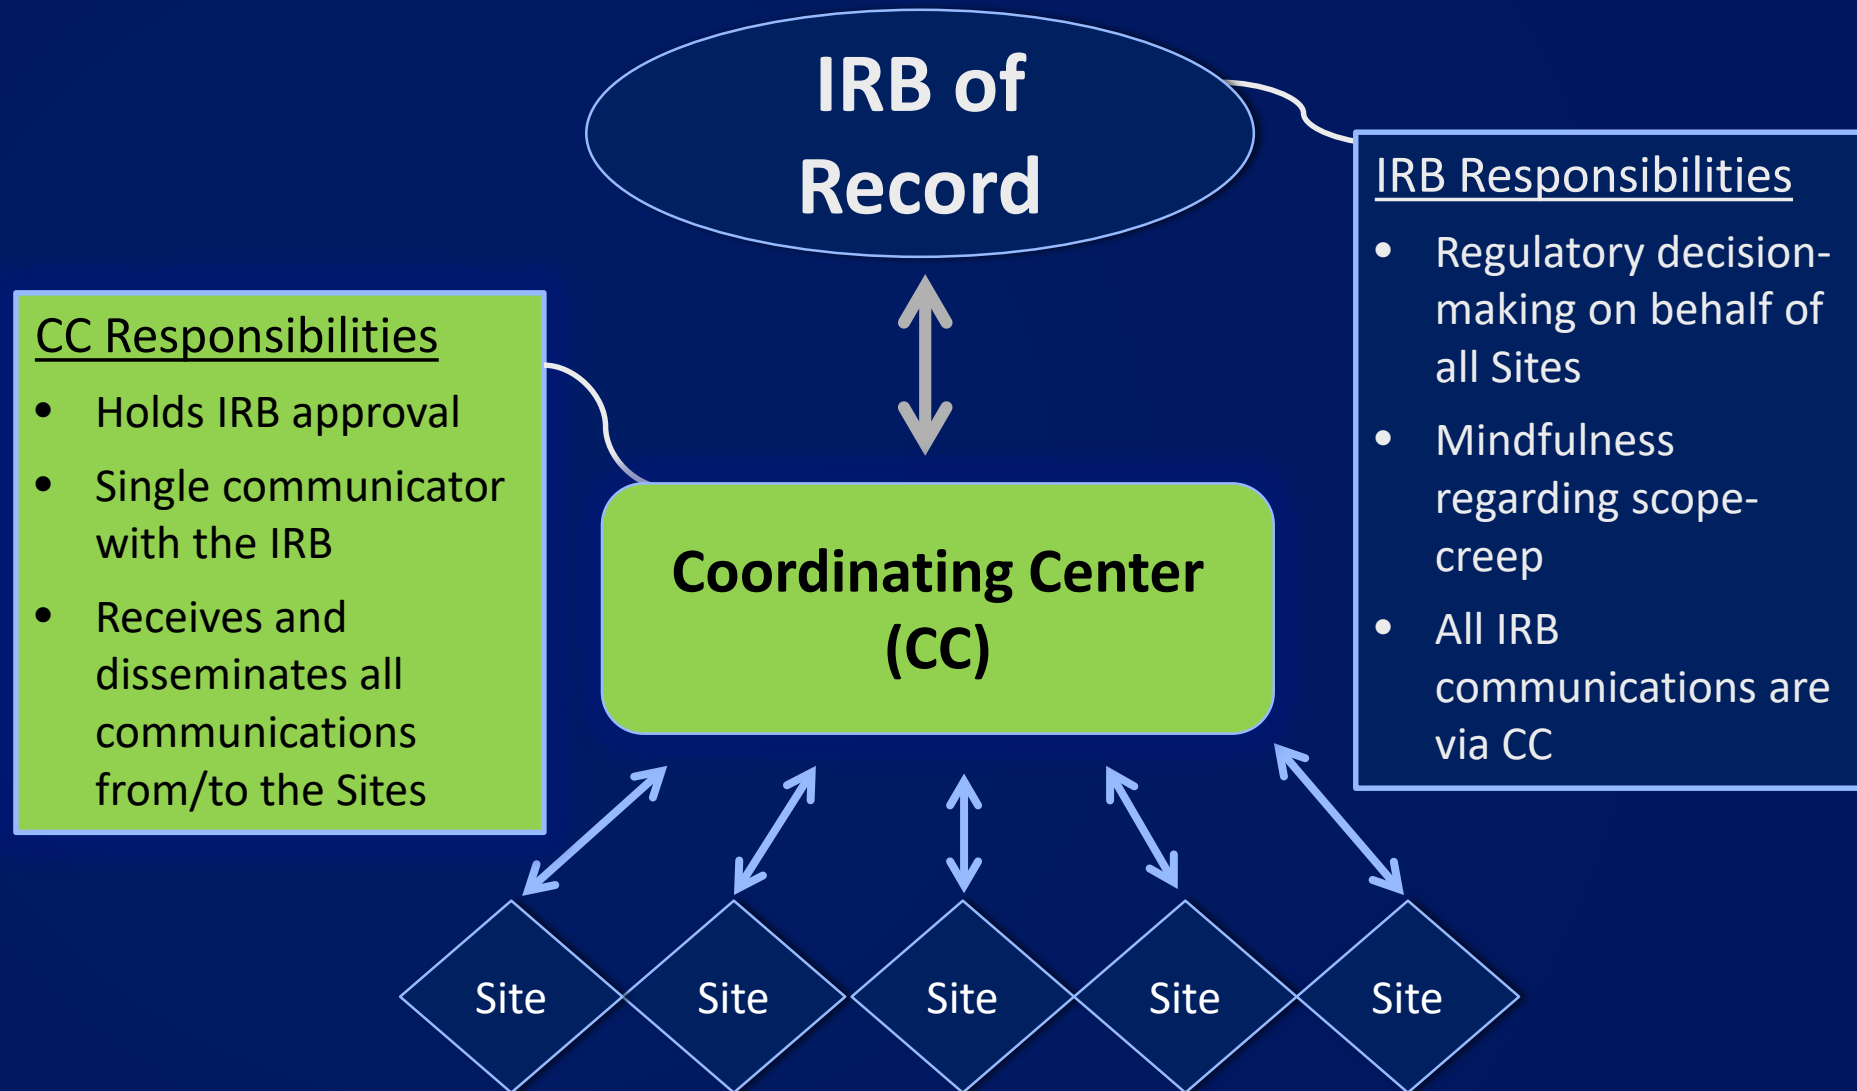 IRB of
Record
IRB Responsibilities
• Regulatory decision-
making on behalf of
all Sites
• Mindfulness
regarding scope-
creep
• All IRB
communications are
via CC
CC Responsibilities
• Holds IRB approval
• Single communicator
with the IRB
• Receives and
disseminates all
communications
from/to the Sites
Coordinating Center
(CC)
Site
Site
Site
Site
Site